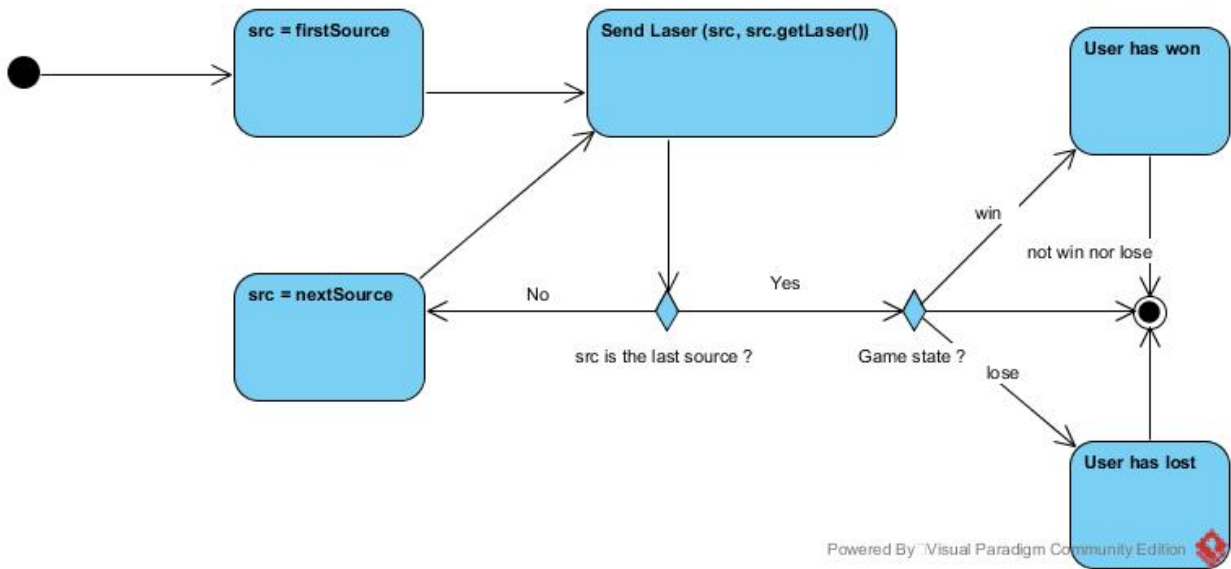 src = firstSource
Send Laser (src, src.getLaser())
User has won
win
not win nor lose
src = nextSource
No
Yes
src is the last source ?
Game state ?
lose
User has lost
Powered By Visual Paradigm Community Edition